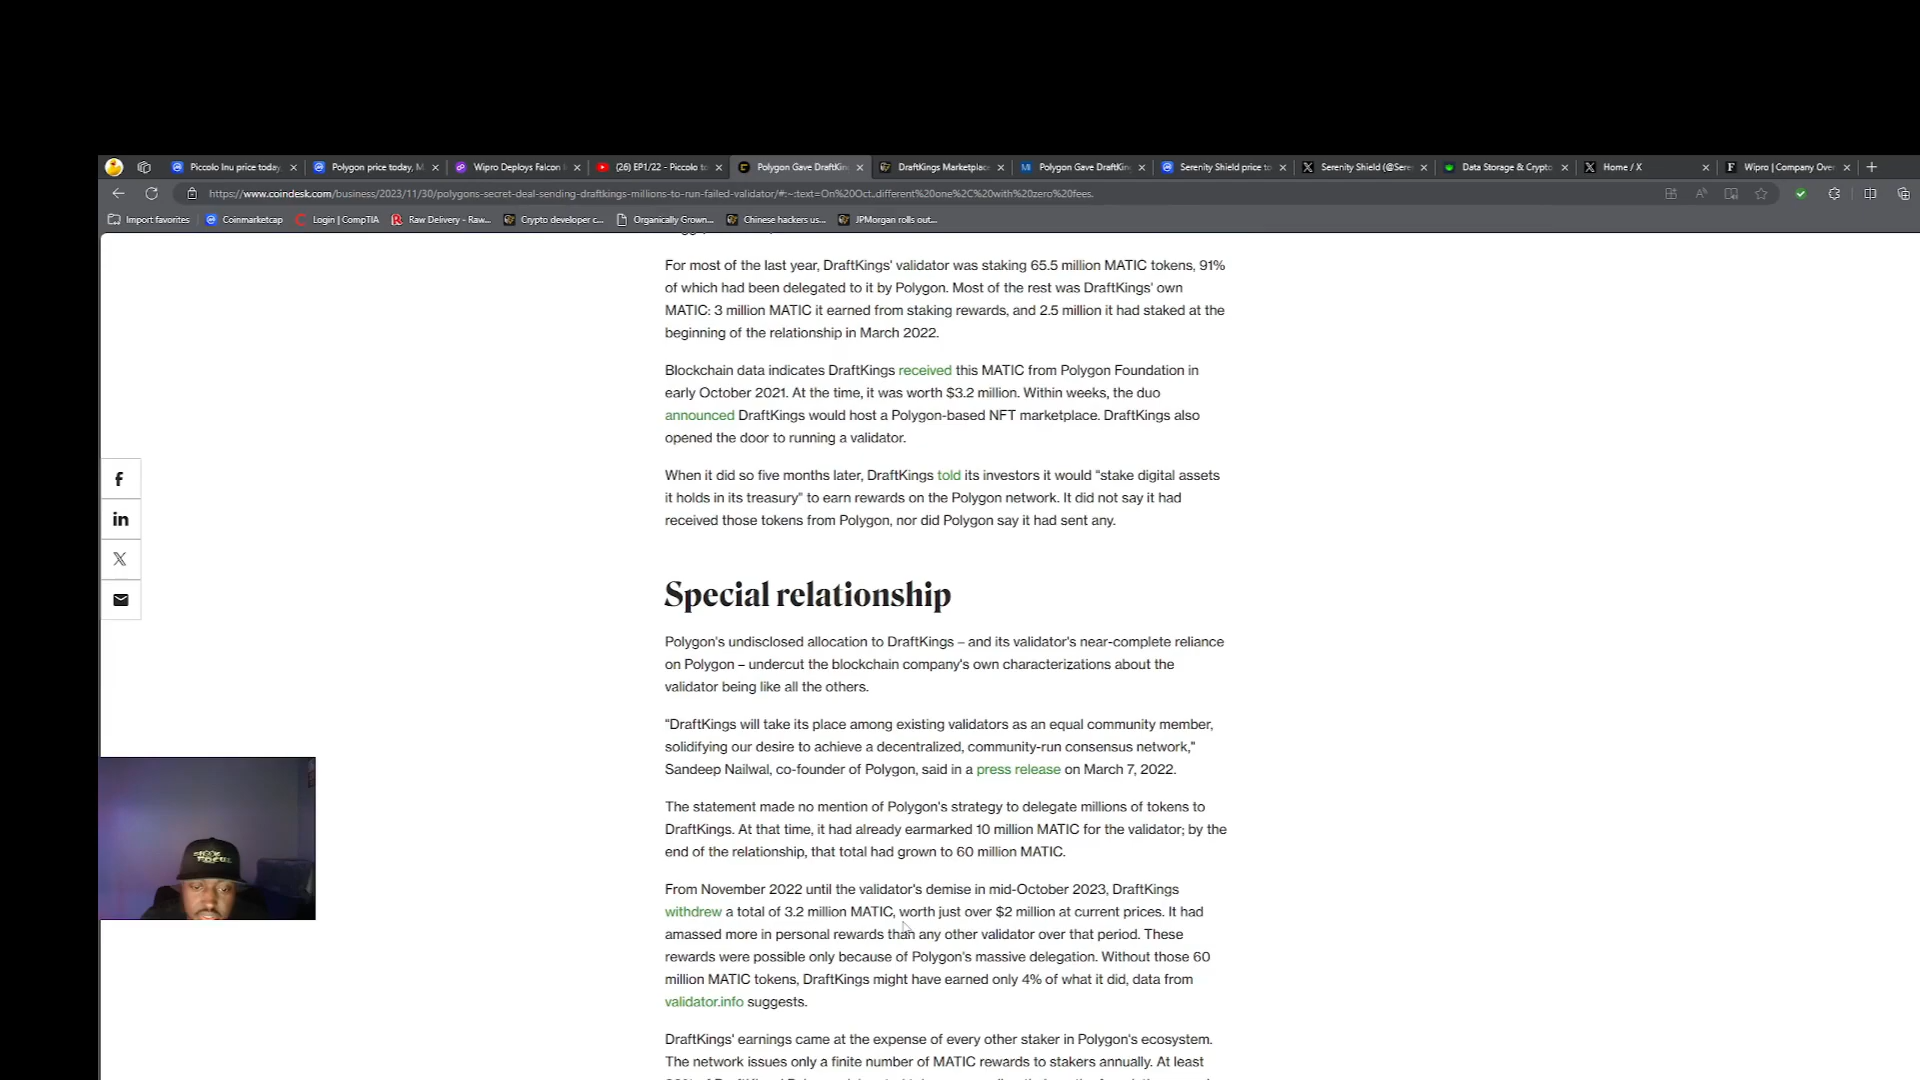 Piccolo Inu price today,
Polygon price today, M
Wipro Deploys Falcon
(26) EP1/22 - Piccolo to
Polygon Gave DraftKin
DraftKings Marketplac
Polygon Gave DraftKin
Serenity Shield price to
Serenity Shield (@Sere
Data Storage & Crypto
Home / X
Wipro | Company Over
https://www.coindesk.com/business/2023/11/30/polygons-secret-deal-sending-draftkings-millions-to-run-failed-validator/#:~:text=On%20Oct..different%20one%2C%20with%20zero%20fees.
Import favorites
Coinmarketcap
Login | CompTIA
Raw Delivery - Raw...
Crypto developer c...
Organically Grown...
Chinese hackers us...
JPMorgan rolls out...
For most of the last year, DraftKings' validator was staking 65.5 million MATIC tokens, 91%
of which had been delegated to it by Polygon. Most of the rest was DraftKings' own
MATIC: 3 million MATIC it earned from staking rewards, and 2.5 million it had staked at the
beginning of the relationship in March 2022.
Blockchain data indicates DraftKings received this MATIC from Polygon Foundation in
early October 2021. At the time, it was worth $3.2 million. Within weeks, the duo
announced DraftKings would host a Polygon-based NFT marketplace. DraftKings also
opened the door to running a validator.
When it did so five months later, DraftKings told its investors it would “stake digital assets
it holds in its treasury” to earn rewards on the Polygon network. It did not say it had
received those tokens from Polygon, nor did Polygon say it had sent any.
Special relationship
Polygon's undisclosed allocation to DraftKings – and its validator's near-complete reliance
on Polygon – undercut the blockchain company's own characterizations about the
validator being like all the others.
“DraftKings will take its place among existing validators as an equal community member,
solidifying our desire to achieve a decentralized, community-run consensus network,”
Sandeep Nailwal, co-founder of Polygon, said in a press release on March 7, 2022.
The statement made no mention of Polygon's strategy to delegate millions of tokens to
DraftKings. At that time, it had already earmarked 10 million MATIC for the validator; by the
end of the relationship, that total had grown to 60 million MATIC.
From November 2022 until the validator's demise in mid-October 2023, DraftKings
withdrew a total of 3.2 million MATIC, worth just over $2 million at current prices. It had
amassed more in personal rewards than any other validator over that period. These
rewards were possible only because of Polygon's massive delegation. Without those 60
million MATIC tokens, DraftKings might have earned only 4% of what it did, data from
validator.info suggests.
DraftKings' earnings came at the expense of every other staker in Polygon's ecosystem.
The network issues only a finite number of MATIC rewards to stakers annually. At least